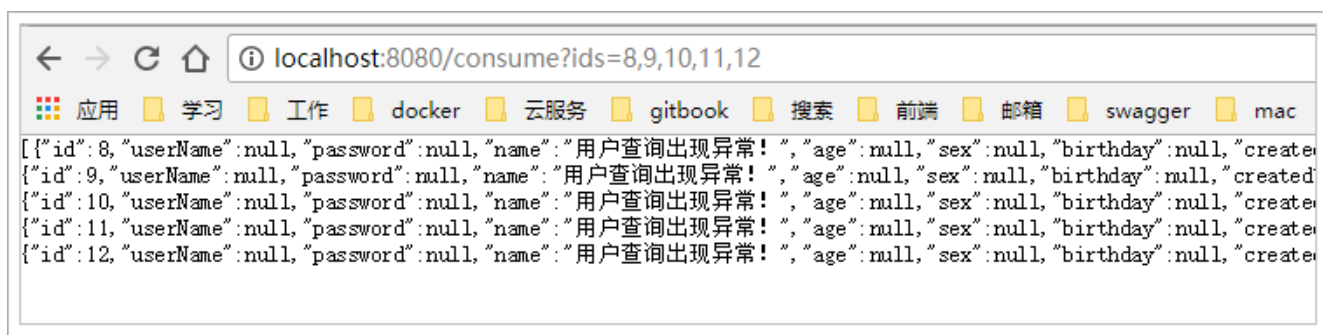 localhost:8080/consume?ids=8,9,10,11,12
应用 学习 工作 docker 云服务 gitbook 搜索 前端 邮箱 swagger mac
[{"id":8,"userName":null,"password":null,"name":"用户查询出现异常！","age":null,"sex":null,"birthday":null,"create
{"id":9,"userName":null,"password":null,"name":"用户查询出现异常！","age":null,"sex":null,"birthday":null,"created
{"id":10,"userName":null,"password":null,"name":"用户查询出现异常！","age":null,"sex":null,"birthday":null,"create
{"id":11,"userName":null,"password":null,"name":"用户查询出现异常！","age":null,"sex":null,"birthday":null,"create
{"id":12,"userName":null,"password":null,"name":"用户查询出现异常！","age":null,"sex":null,"birthday":null,"create